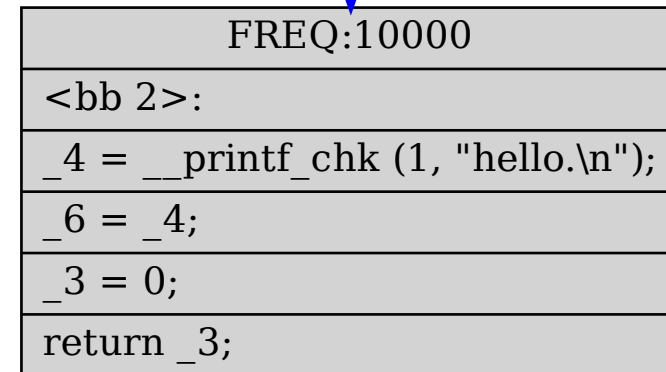 FREQ:10000
<bb 2>:
_4 = __printf_chk (1, "hello.\n");
_6 = _4;
_3 = 0;
return _3;